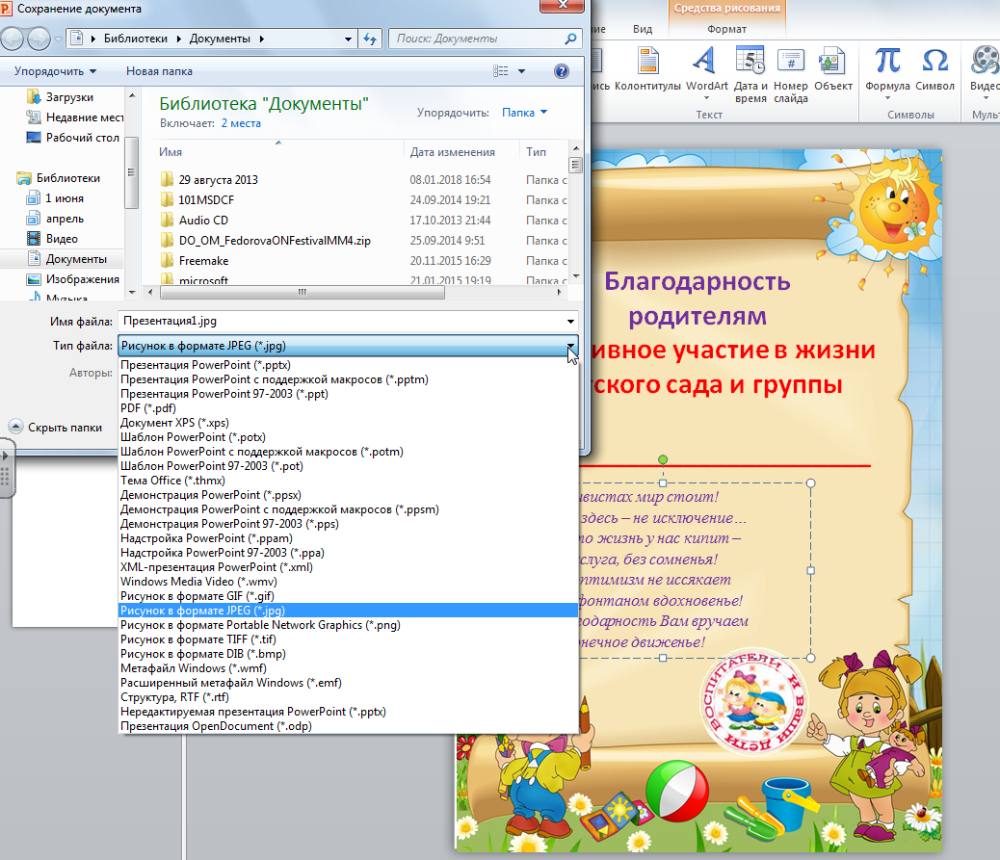 Сохранение документа
Библиотеки
Документы
Поиск: Документы
Упорядочить
Новая папка
Загрузки
Недавние мест
Рабочий стол
Библиотеки
1 июня
апрель
Видео
Документы
Изображения
Музыка
Библиотека "Документы"
Включает: 2 места
Упорядочить: Папка
Имя Дата изменения Тип
29 августа 2013 08.01.2018 16:54 Папка с
101MSDCF 24.09.2014 19:21 Папка с
Audio CD 17.10.2013 21:44 Папка с
DO_OM_FedorovaONFestivalMM4.zip 25.09.2014 9:51 Папка с
Freemake 20.11.2015 16:29 Папка с
microsoft 21.01.2015 19:19 Папка с
Имя файла: Презентация1.jpg
Тип файла: Рисунок в формате JPEG (*.jpg)
Авторы:
Скрыть папки
Презентация PowerPoint (*.pptx)
Презентация PowerPoint с поддержкой макросов (*.pptm)
Презентация PowerPoint 97-2003 (*.ppt)
PDF (*.pdf)
Документ XPS (*.xps)
Шаблон PowerPoint (*.potx)
Шаблон PowerPoint с поддержкой макросов (*.potm)
Шаблон PowerPoint 97-2003 (*.pot)
Тема Office (*.thmx)
Демонстрация PowerPoint (*.ppsx)
Демонстрация PowerPoint с поддержкой макросов (*.ppsm)
Демонстрация PowerPoint 97-2003 (*.pps)
Надстройка PowerPoint (*.ppam)
Надстройка PowerPoint 97-2003 (*.ppa)
XML-презентация PowerPoint (*.xml)
Windows Media Video (*.wmv)
Рисунок в формате GIF (*.gif)
Рисунок в формате JPEG (*.jpg)
Рисунок в формате Portable Network Graphics (*.png)
Рисунок в формате TIFF (*.tif)
Рисунок в формате DIB (*.bmp)
Метафайл Windows (*.wmf)
Расширенный метафайл Windows (*.emf)
Структура, RTF (*.rtf)
Нередактируемая презентация PowerPoint (*.pptx)
Презентация OpenDocument (*.odp)
Средства рисования
ие Вид Формат
ись Колонтитулы WordArt Дата и время Номер слайда Объект Формула Символ Видео
Текст Символы Муль
Благодарность
родителям
ивное участие в жизни
ского сада и группы
ивистах мир стоит!
здесь – не исключение…
то жизнь у нас кипит –
слуга, без сомненья!
птимизм не иссякает
фонтаном вдохновенье!
одарность Вам вручаем
нечное движенье!
ВОСПИТАТЕЛИ И ВАШИ ДЕТИ